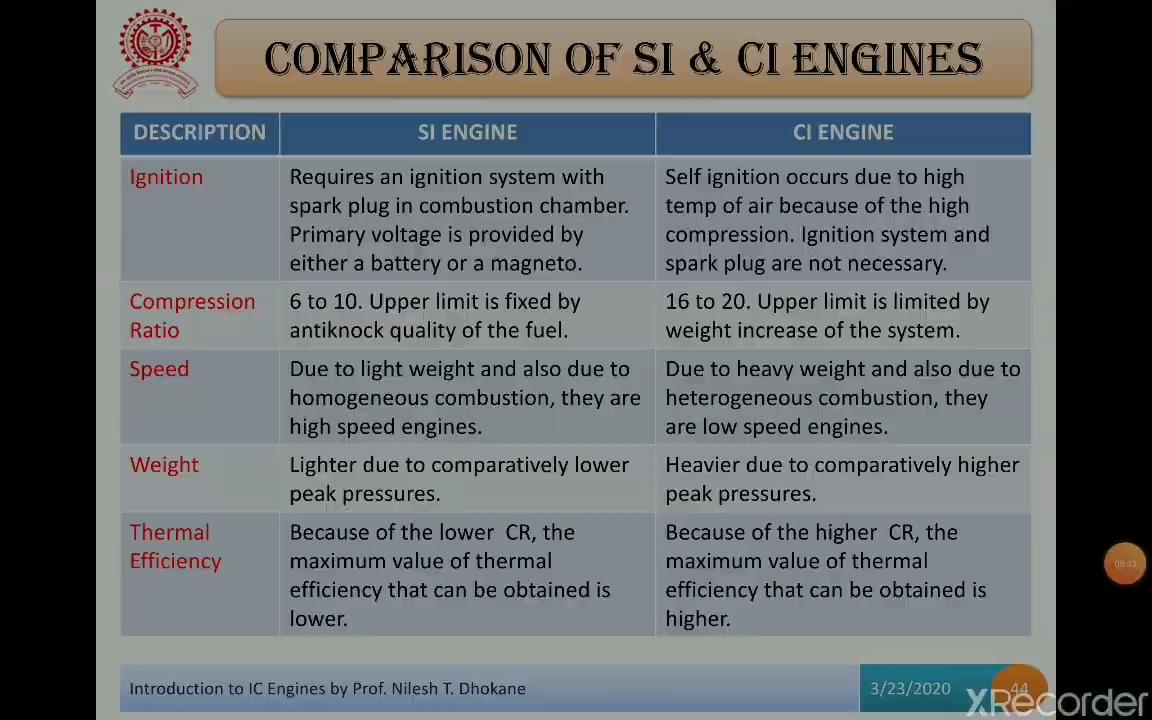 COMPARISON OF SI & CI ENGINES
DESCRIPTION
SI ENGINE
CI ENGINE
Ignition
Requires an ignition system with
spark plug in combustion chamber.
Primary voltage is provided by
either a battery or a magneto.
Self ignition occurs due to high
temp of air because of the high
compression. Ignition system and
spark plug are not necessary.
Compression
Ratio
6 to 10. Upper limit is fixed by
antiknock quality of the fuel.
16 to 20. Upper limit is limited by
weight increase of the system.
Speed
Due to light weight and also due to
homogeneous combustion, they are
high speed engines.
Due to heavy weight and also due to
heterogeneous combustion, they
are low speed engines.
Weight
Lighter due to comparatively lower
peak pressures.
Heavier due to comparatively higher
peak pressures.
Thermal
Efficiency
Because of the lower CR, the
maximum value of thermal
efficiency that can be obtained is
lower.
Because of the higher CR, the
maximum value of thermal
efficiency that can be obtained is
higher.
Introduction to IC Engines by Prof. Nilesh T. Dhokane
3/23/2020
44
XRecorder